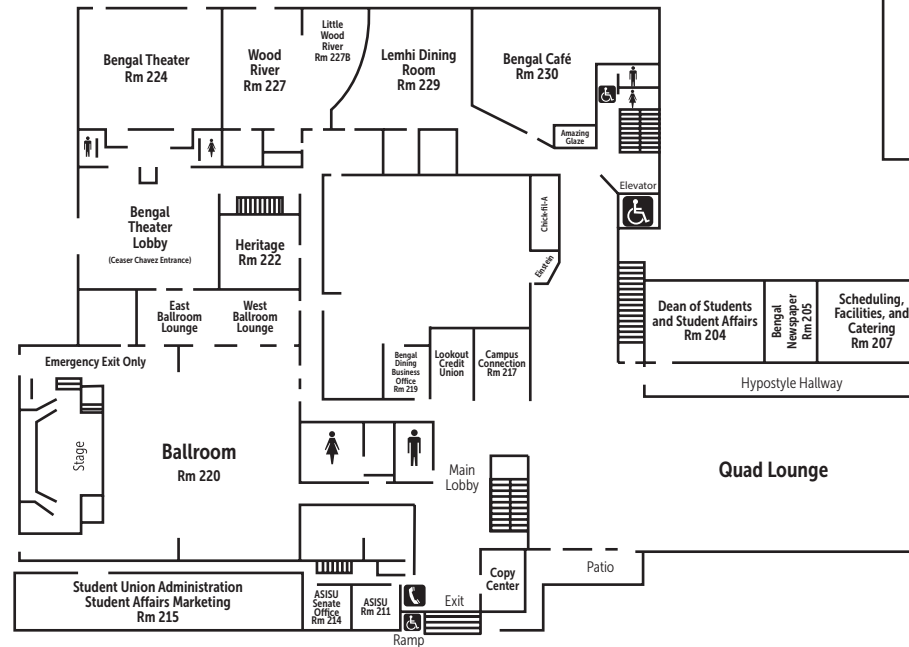 Bengal Theater
Rm 224
Wood
River
Rm 227
Little
Wood
River
Rm 227B
Lemhi Dining
Room
Rm 229
Bengal Café
Rm 230
Amazing
Glaze
Elevator
Bengal
Theater
Lobby
(Ceaser Chavez Entrance)
Heritage
Rm 222
Chick-fil-A
Einstein
East
Ballroom
Lounge
West
Ballroom
Lounge
Dean of Students
and Student Affairs
Rm 204
Bengal
Newspaper
Rm 205
Scheduling,
Facilities, and
Catering
Rm 207
Hypostyle Hallway
Emergency Exit Only
Bengal
Dining
Business
Office
Rm 219
Lookout
Credit
Union
Campus
Connection
Rm 217
Stage
Ballroom
Rm 220
Main
Lobby
Quad Lounge
Patio
Copy
Center
Student Union Administration
Student Affairs Marketing
Rm 215
ASISU
Senate
Office
Rm 214
ASISU
Rm 211
Exit
Ramp